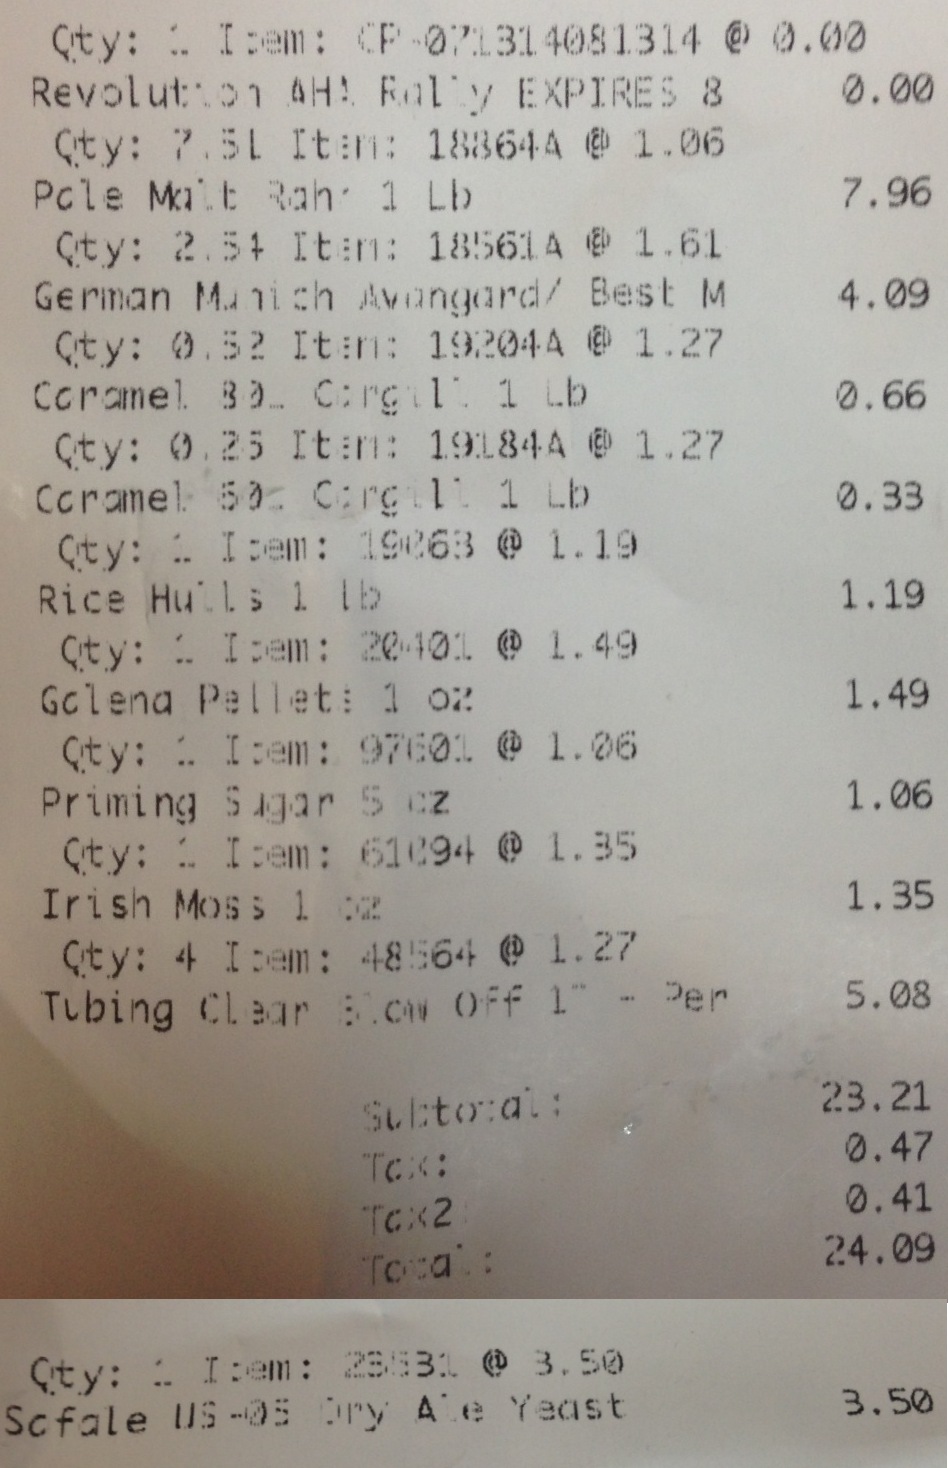 Qty: 1 Item: CP-071314081314 @ 0.00
Revolution AHA Rally EXPIRES 8 0.00
Qty: 7.51 Item: 18864A @ 1.06
Pale Malt Rahr 1 Lb 7.96
Qty: 2.54 Item: 18561A @ 1.61
German Munich Avangard/ Best M 4.09
Qty: 0.52 Item: 19204A @ 1.27
Caramel 80L Cargill 1 Lb 0.66
Qty: 0.26 Item: 19184A @ 1.27
Caramel 60L Cargill 1 Lb 0.33
Qty: 1 Item: 19063 @ 1.19
Rice Hulls 1 lb 1.19
Qty: 1 Item: 20401 @ 1.49
Galena Pellets 1 oz 1.49
Qty: 1 Item: 97601 @ 1.06
Priming Sugar 5 oz 1.06
Qty: 1 Item: 61094 @ 1.35
Irish Moss 1 oz 1.35
Qty: 4 Item: 48564 @ 1.27
Tubing Clear Blow Off 1" - Per 5.08
Subtotal: 23.21
Tax: 0.47
Tax2 0.41
Total: 24.09
Qty: 1 Item: @ 3.50
Safale US-05 Dry Ale Yeast 3.50